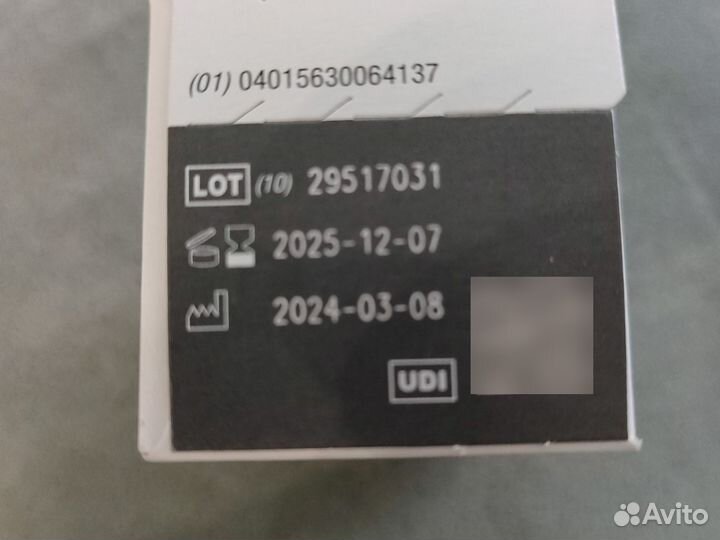 (01) 04015630064137
LOT (10) 29517031
2025-12-07
2024-03-08
UDI
Avito